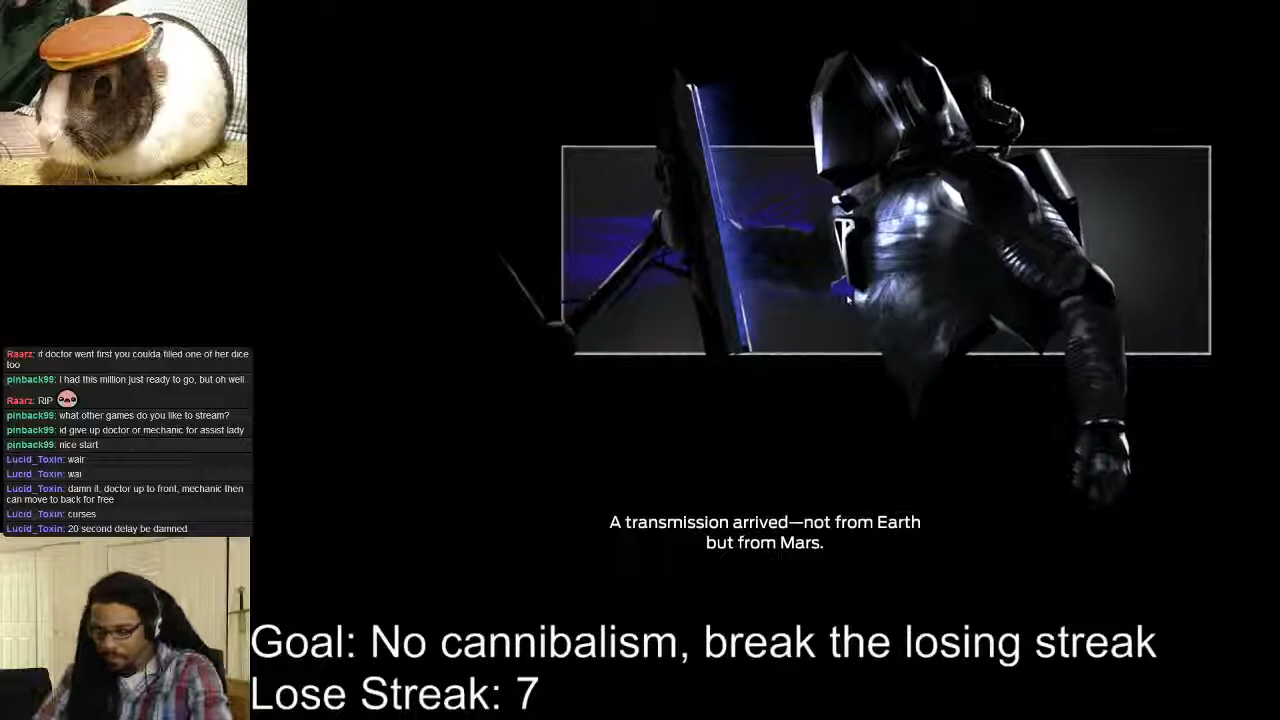 Raarz: if doctor went first you coulda filled one of her dice
too
pinback99: I had this million just ready to go, but oh well
Raarz: RIP
pinback99: what other games do you like to stream?
pinback99: id give up doctor or mechanic for assist lady
pinback99: nice start
Lucid_Toxin: wair
Lucid_Toxin: wai
Lucid_Toxin: damn it, doctor up to front, mechanic then
can move to back for free
Lucid_Toxin: curses
Lucid_Toxin: 20 second delay be damned
A transmission arrived—not from Earth
but from Mars.
Goal: No cannibalism, break the losing streak
Lose Streak: 7